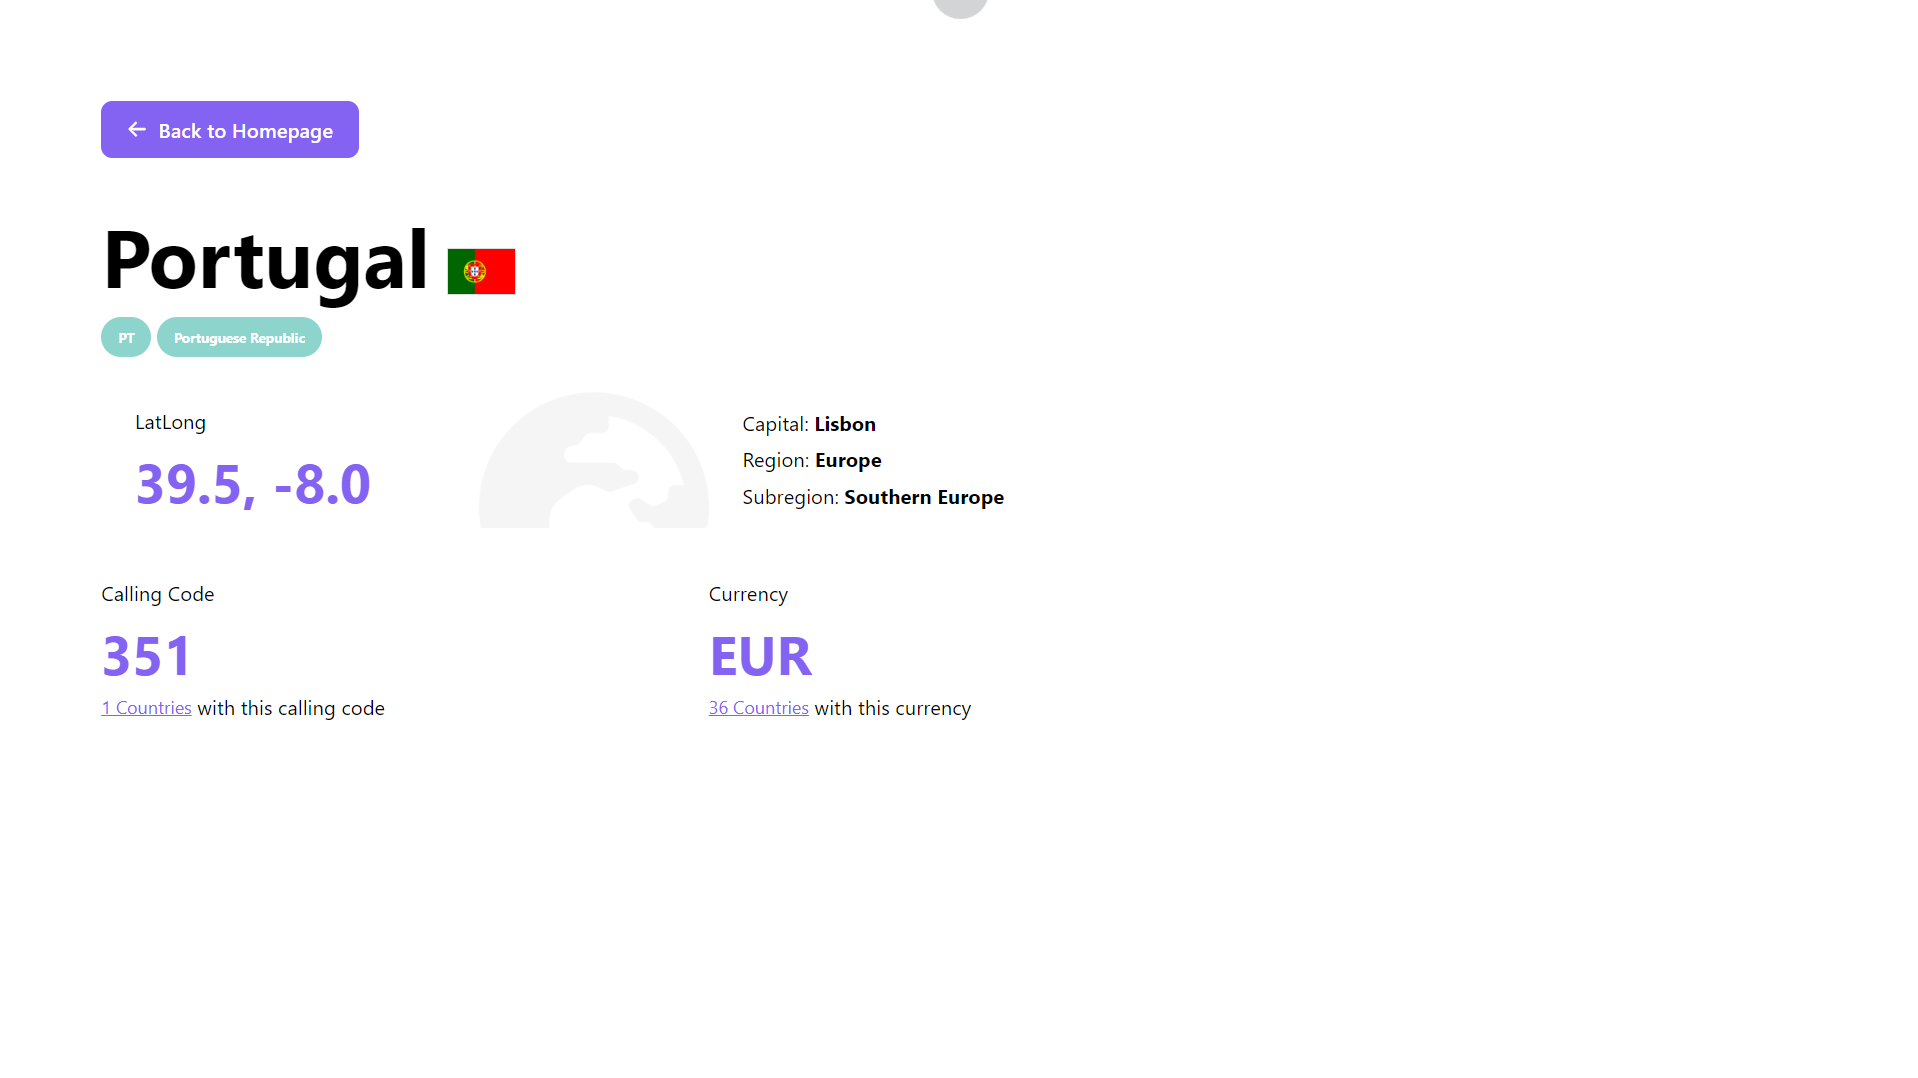 Back to Homepage
Portugal
PT Portuguese Republic
LatLong
39.5, -8.0
Capital: Lisbon
Region: Europe
Subregion: Southern Europe
Calling Code
351
1 Countries with this calling code
Currency
EUR
36 Countries with this currency